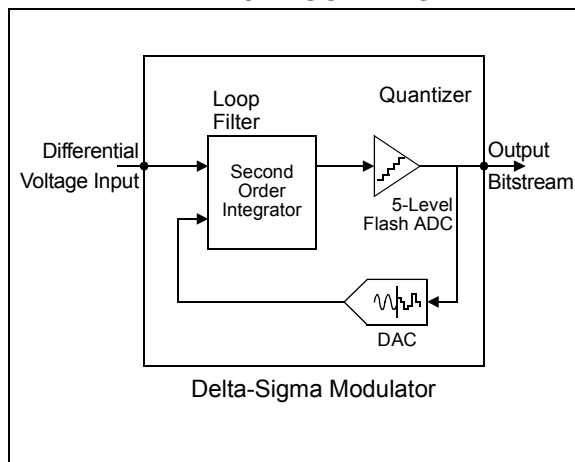 Loop
Filter
Quantizer
Differential
Voltage Input
Second
Order
Integrator
Output
Bitstream
5-Level
Flash ADC
DAC
Delta-Sigma Modulator